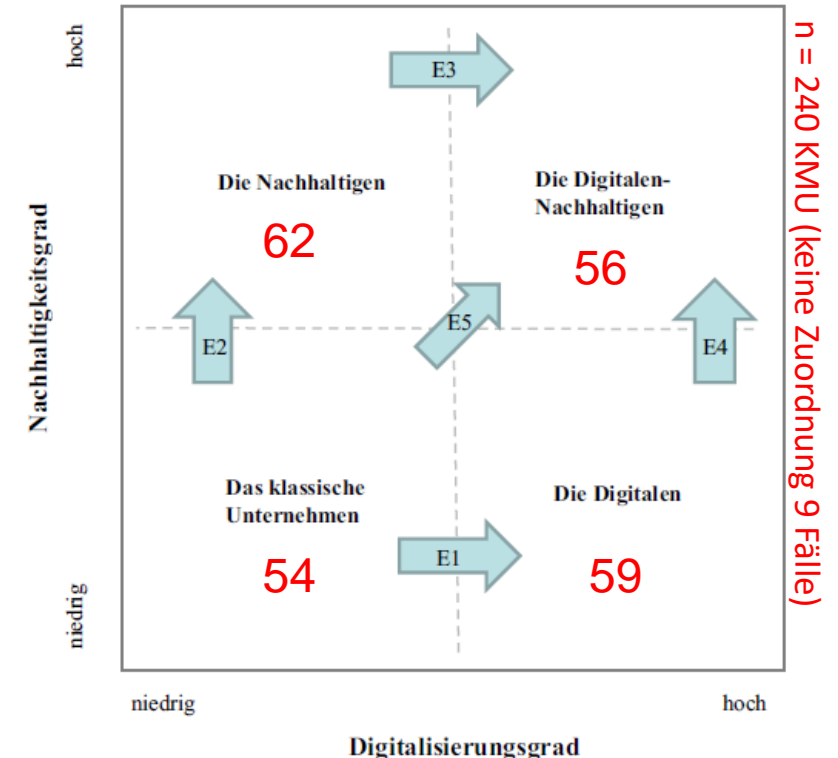 hoch
E3
Die Nachhaltigen
62
Die Digitalen-
Nachhaltigen
56
Nachhaltigkeitsgrad
E2
E5
E4
Das klassische
Unternehmen
54
E1
Die Digitalen
59
niedrig
niedrig
hoch
Digitalisierungsgrad
n = 240 KMU (keine Zuordnung 9 Fälle)